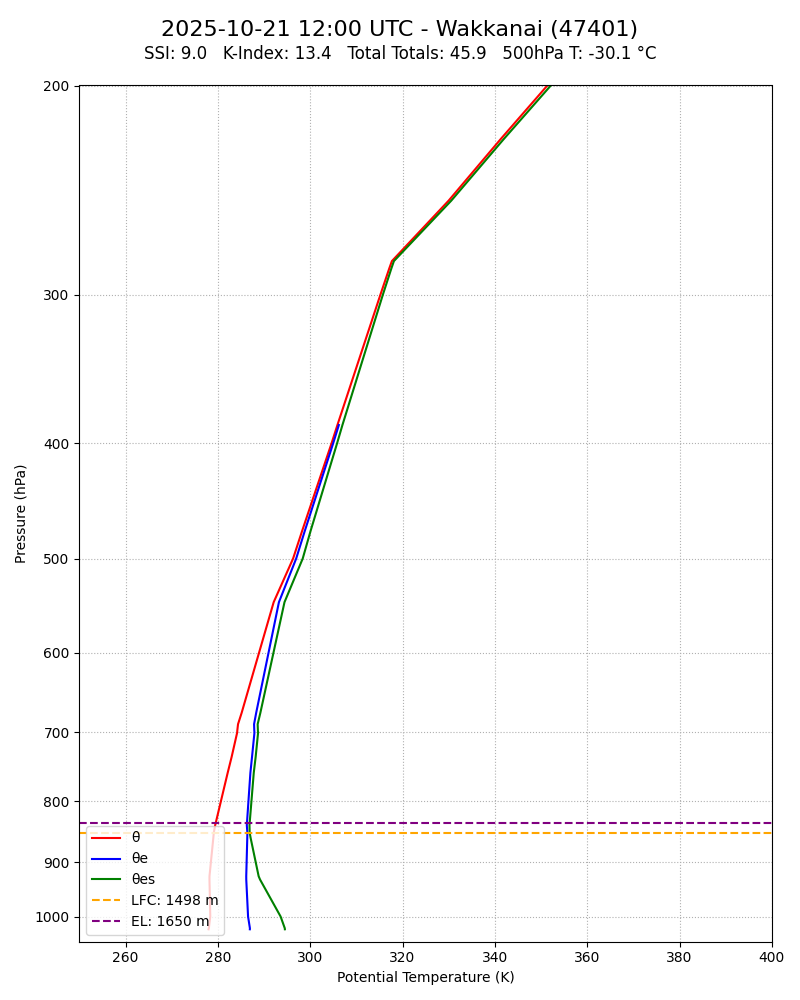 2025-10-21 12:00 UTC - Wakkanai (47401)
SSI: 9.0 K-Index: 13.4 Total Totals: 45.9 500hPa T: -30.1 °C
200
300
400
500
600
700
800
900
1000
Pressure (hPa)
θ
θe
θes
LFC: 1498 m
EL: 1650 m
260 280 300 320 340 360 380 400
Potential Temperature (K)